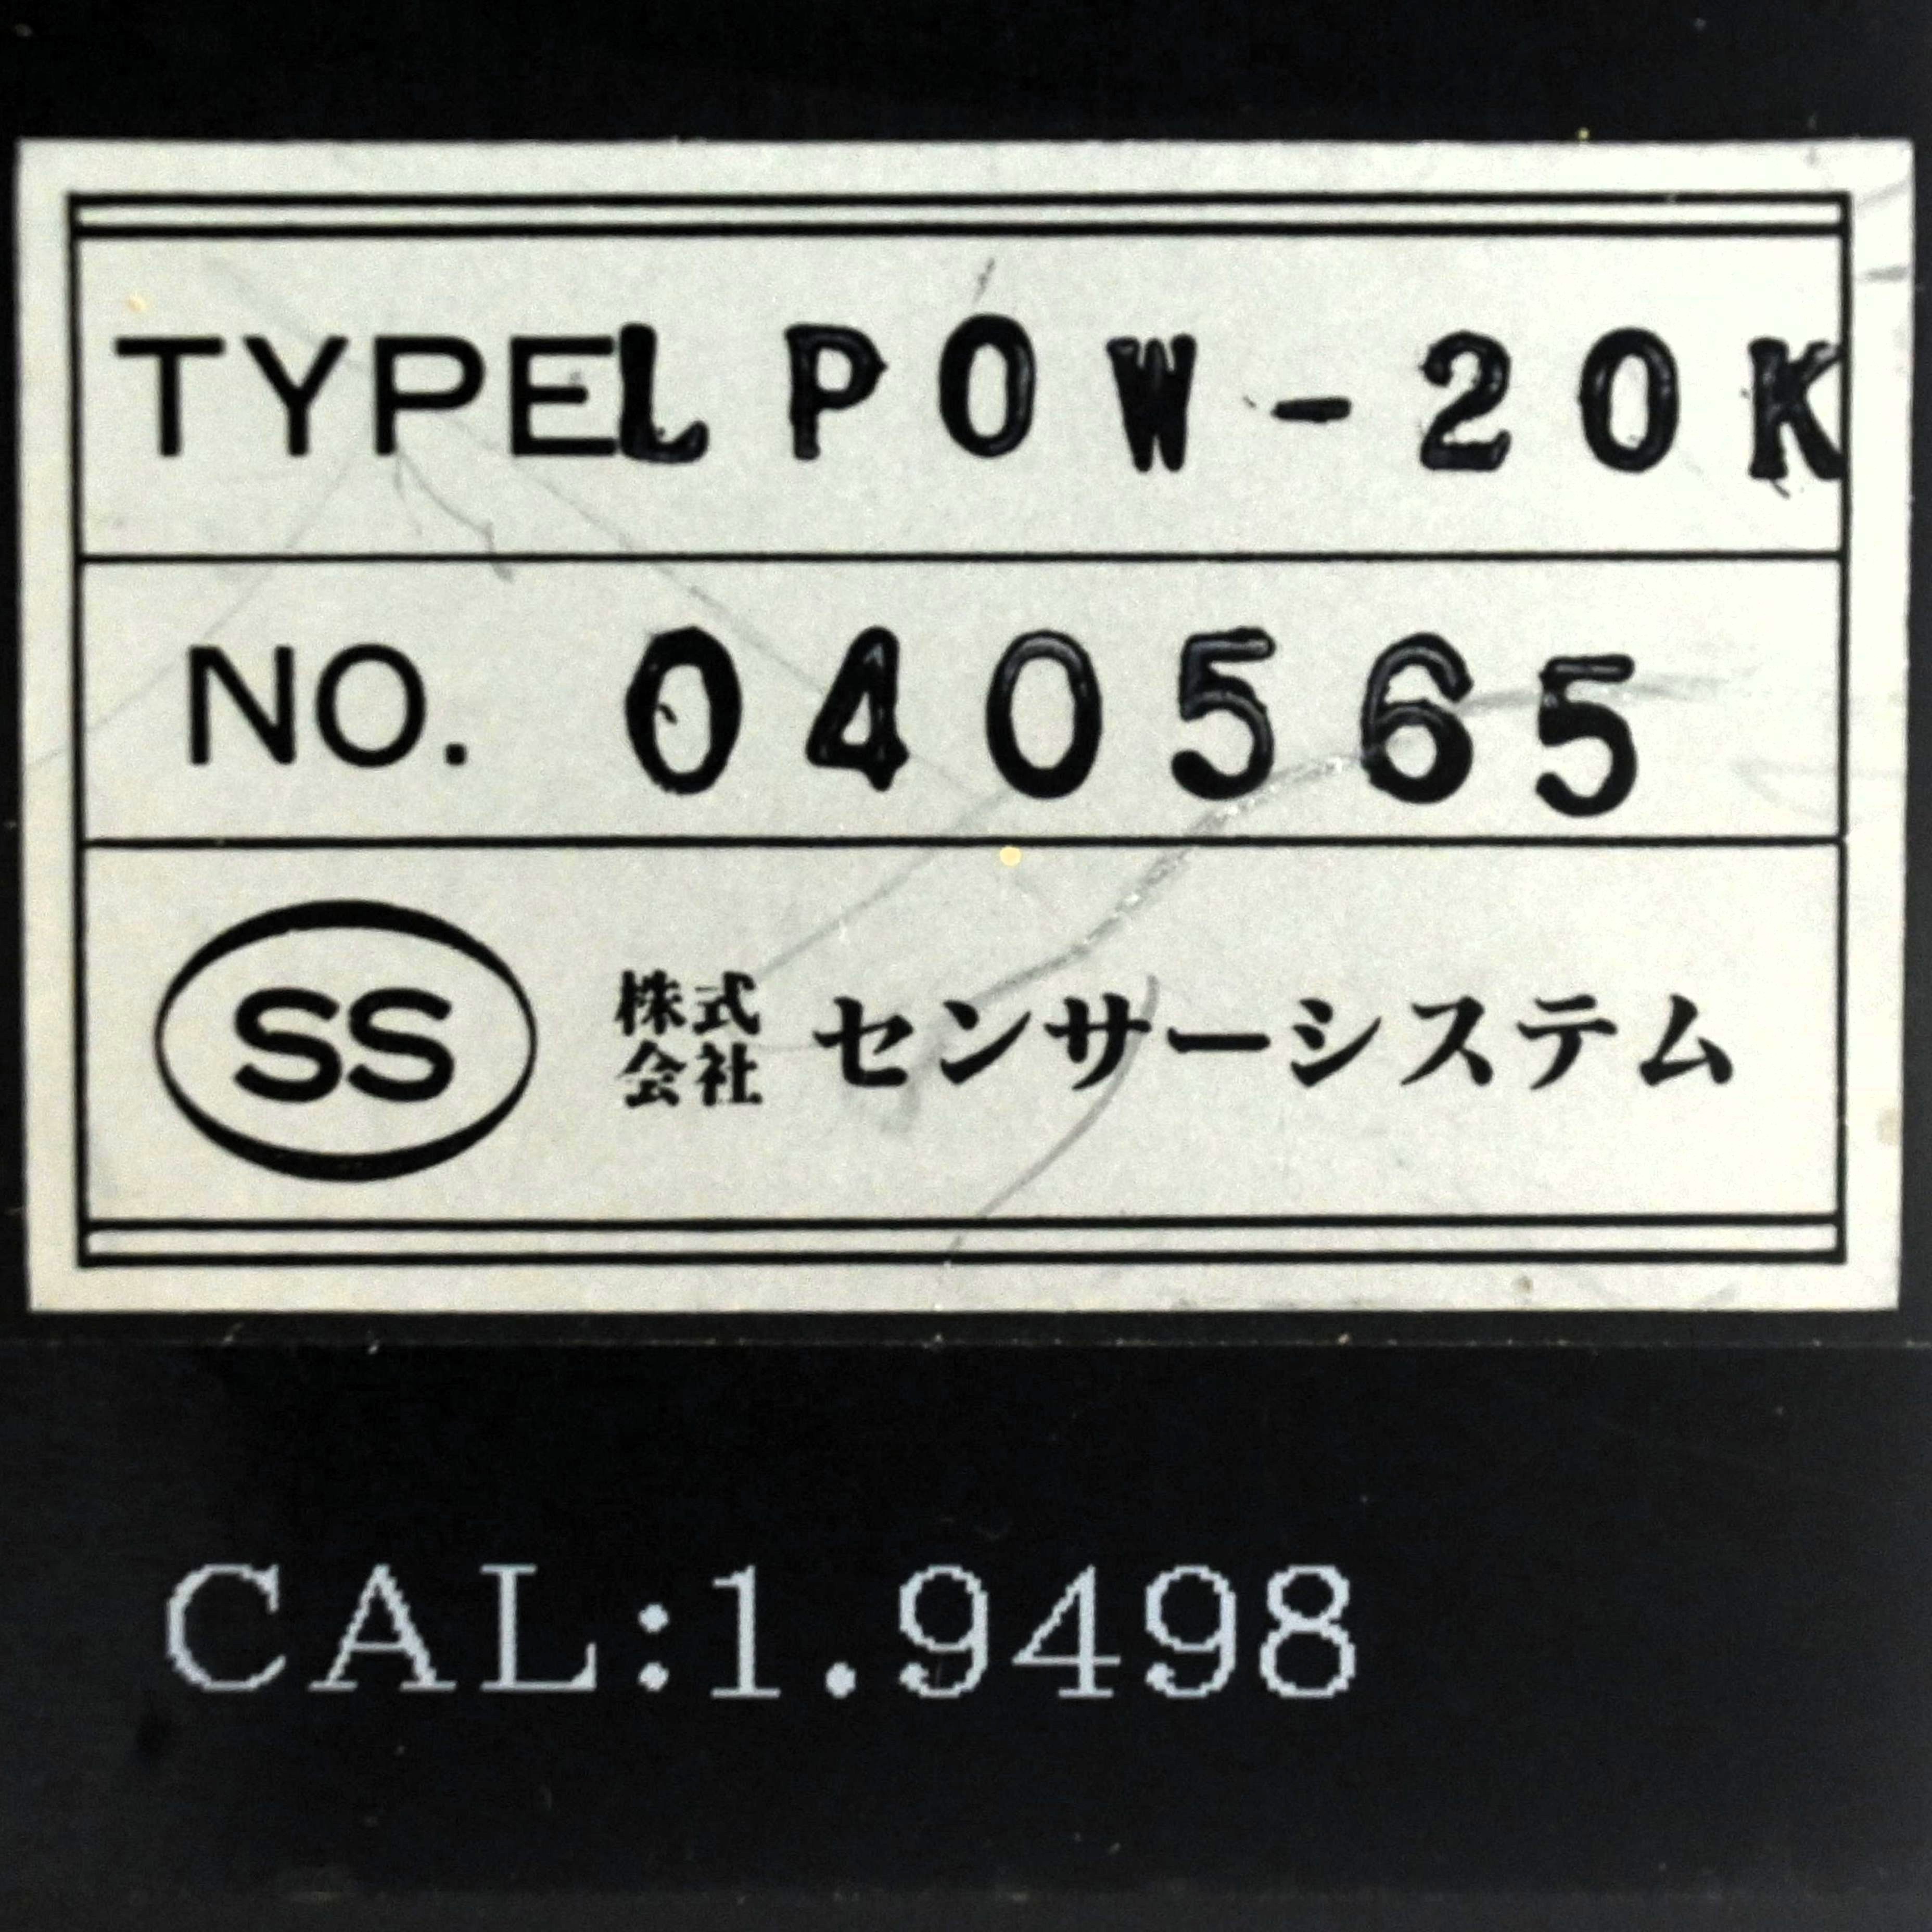 TYPE LPOW-20K
NO. 040565
SS 株式会社 センサーシステム
CAL:1.9498